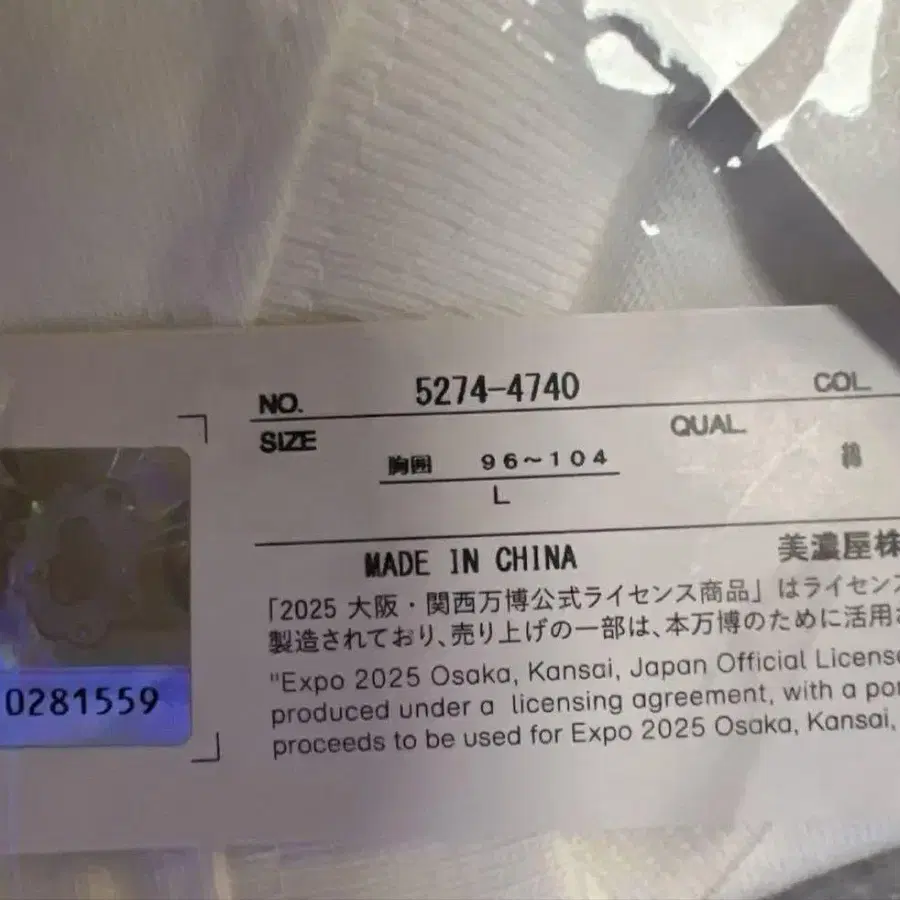 NO. 5274-4740 COL.
SIZE QUAL.
胸囲 96~104
L
MADE IN CHINA 美濃屋株
「2025 大阪・関西万博公式ライセンス商品」はライセンス
製造されており、売り上げの一部は、本万博のために活用
"Expo 2025 Osaka, Kansai, Japan Official License
produced under a licensing agreement, with a por
proceeds to be used for Expo 2025 Osaka, Kansai,
0281559